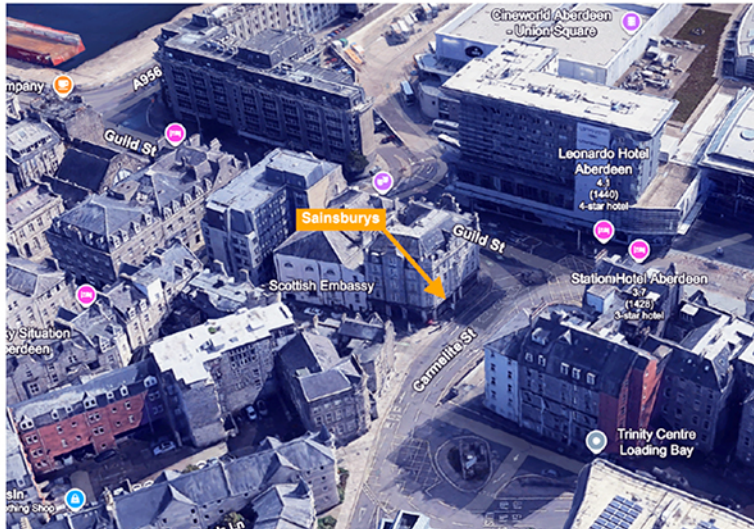 Cineworld Aberdeen
- Union Square
mpany
A956
Guild St
Leonardo Hotel
Aberdeen
4.1
(1440)
4-star hotel
Sainsburys
Guild St
Scottish Embassy
StationHotel Aberdeen
3.7
(1428)
3-star hotel
ky Situation
berdeen
Carmelite St
Trinity Centre
Loading Bay
sin
othing Shop
Ln